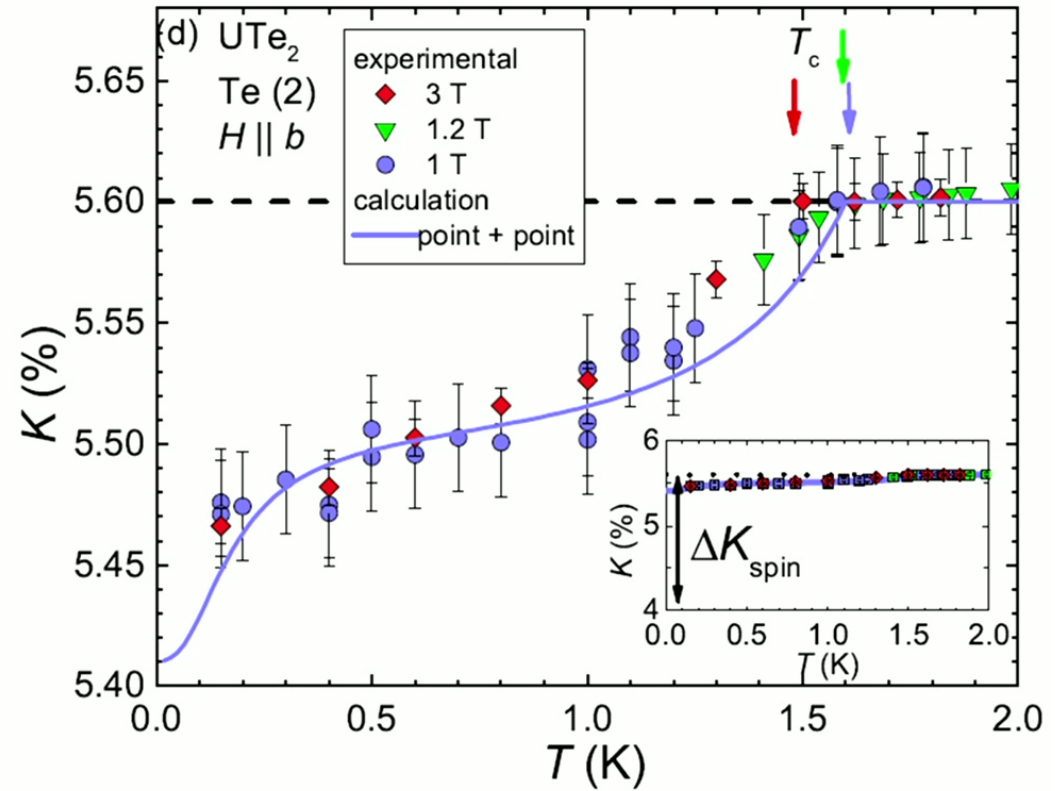 (d) UTe2
Te (2)
H || b
experimental
3 T
1.2 T
1 T
calculation
point + point
Tc
5.65
5.60
5.55
5.50
5.45
5.40
K (%)
0.0 0.5 1.0 1.5 2.0
T (K)
6
5
4
K (%)
ΔKspin
0.0 0.5 1.0 1.5 2.0
T (K)